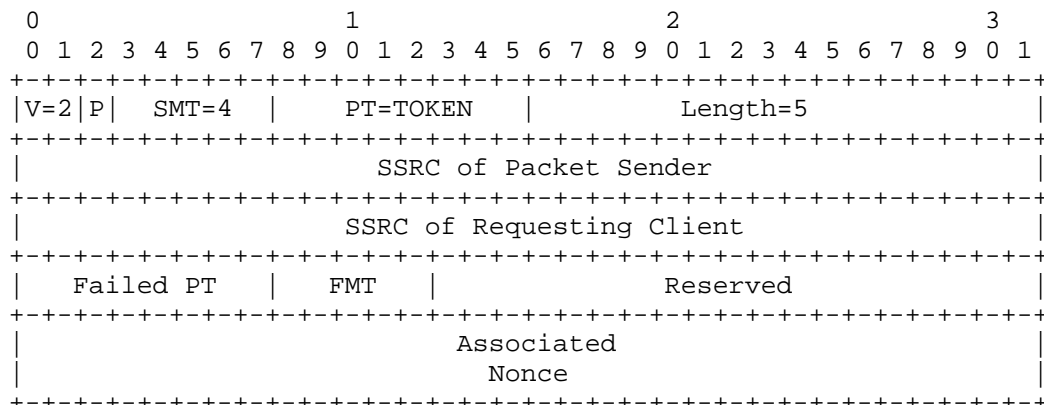 0                   1                   2                   3
 0 1 2 3 4 5 6 7 8 9 0 1 2 3 4 5 6 7 8 9 0 1 2 3 4 5 6 7 8 9 0 1
+-+-+-+-+-+-+-+-+-+-+-+-+-+-+-+-+-+-+-+-+-+-+-+-+-+-+-+-+-+-+-+-+
|V=2|P|  SMT=4  |    PT=TOKEN   |         Length=5              |
+-+-+-+-+-+-+-+-+-+-+-+-+-+-+-+-+-+-+-+-+-+-+-+-+-+-+-+-+-+-+-+-+
|                      SSRC of Packet Sender                    |
+-+-+-+-+-+-+-+-+-+-+-+-+-+-+-+-+-+-+-+-+-+-+-+-+-+-+-+-+-+-+-+-+
|                    SSRC of Requesting Client                  |
+-+-+-+-+-+-+-+-+-+-+-+-+-+-+-+-+-+-+-+-+-+-+-+-+-+-+-+-+-+-+-+-+
|   Failed PT   |   FMT   |              Reserved               |
+-+-+-+-+-+-+-+-+-+-+-+-+-+-+-+-+-+-+-+-+-+-+-+-+-+-+-+-+-+-+-+-+
|                           Associated                          |
|                             Nonce                             |
+-+-+-+-+-+-+-+-+-+-+-+-+-+-+-+-+-+-+-+-+-+-+-+-+-+-+-+-+-+-+-+-+